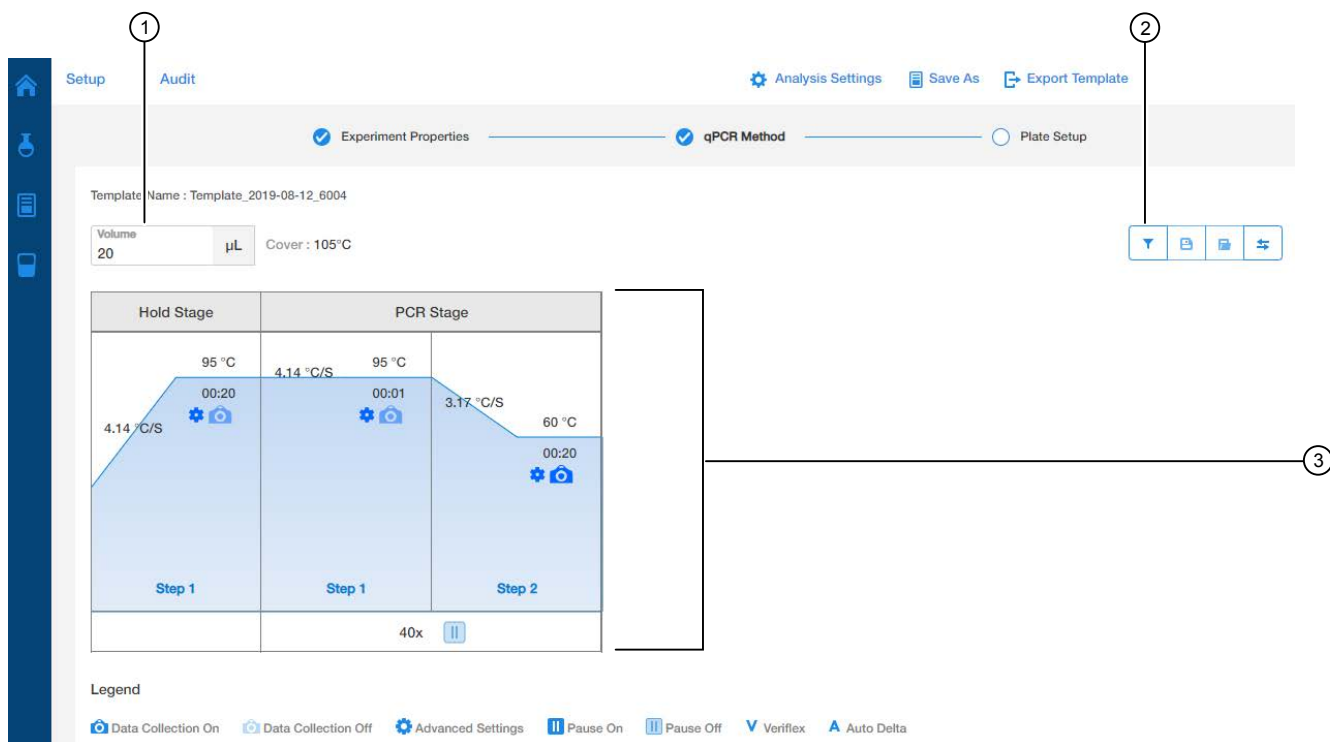 1
2
Setup Audit Analysis Settings Save As Export Template
Experiment Properties qPCR Method Plate Setup
Template Name : Template_2019-08-12_6004
Volume
20 µL Cover : 105°C
Hold Stage PCR Stage
95 °C 4.14 °C/S 95 °C
00:20 00:01 3.17 °C/S
4.14 °C/S 60 °C
00:20
3
Step 1 Step 1 Step 2
40x
Legend
Data Collection On Data Collection Off Advanced Settings Pause On Pause Off V Veriflex A Auto Delta